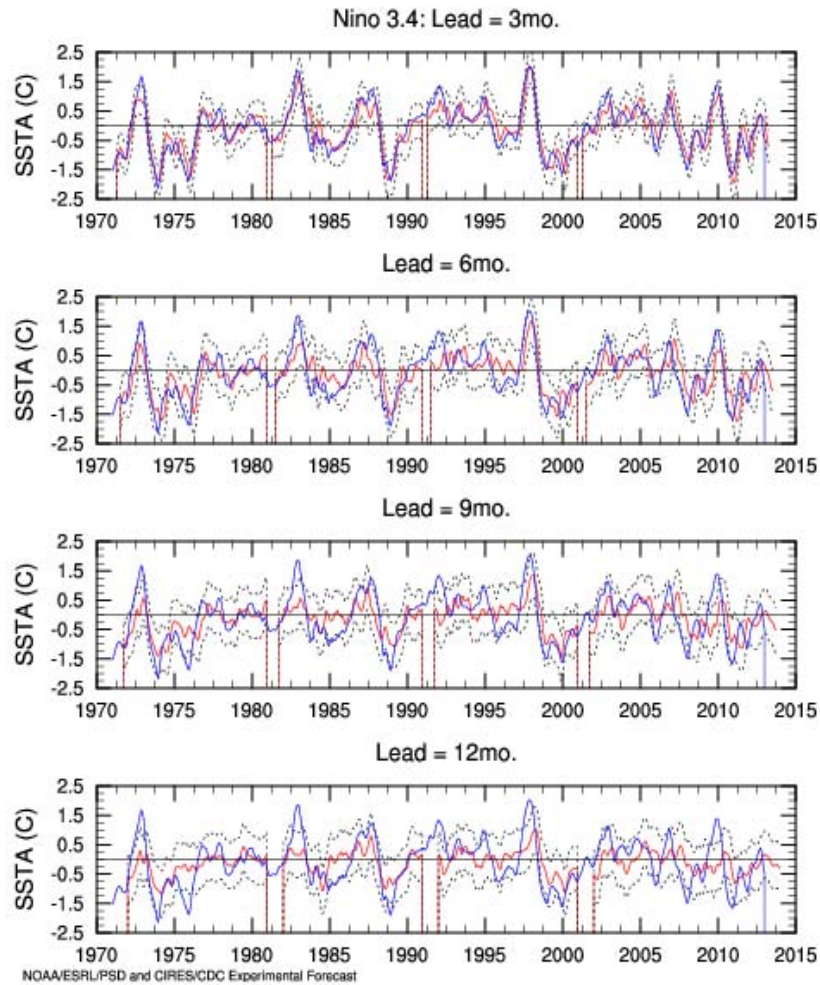 Nino 3.4: Lead = 3mo.
SSTA (C)
2.5
1.5
0.5
-0.5
-1.5
-2.5
1970 1975 1980 1985 1990 1995 2000 2005 2010 2015
Lead = 6mo.
SSTA (C)
2.5
1.5
0.5
-0.5
-1.5
-2.5
1970 1975 1980 1985 1990 1995 2000 2005 2010 2015
Lead = 9mo.
SSTA (C)
2.5
1.5
0.5
-0.5
-1.5
-2.5
1970 1975 1980 1985 1990 1995 2000 2005 2010 2015
Lead = 12mo.
SSTA (C)
2.5
1.5
0.5
-0.5
-1.5
-2.5
1970 1975 1980 1985 1990 1995 2000 2005 2010 2015
NOAA/ESRL/PSD and CIRES/CDC Experimental Forecast